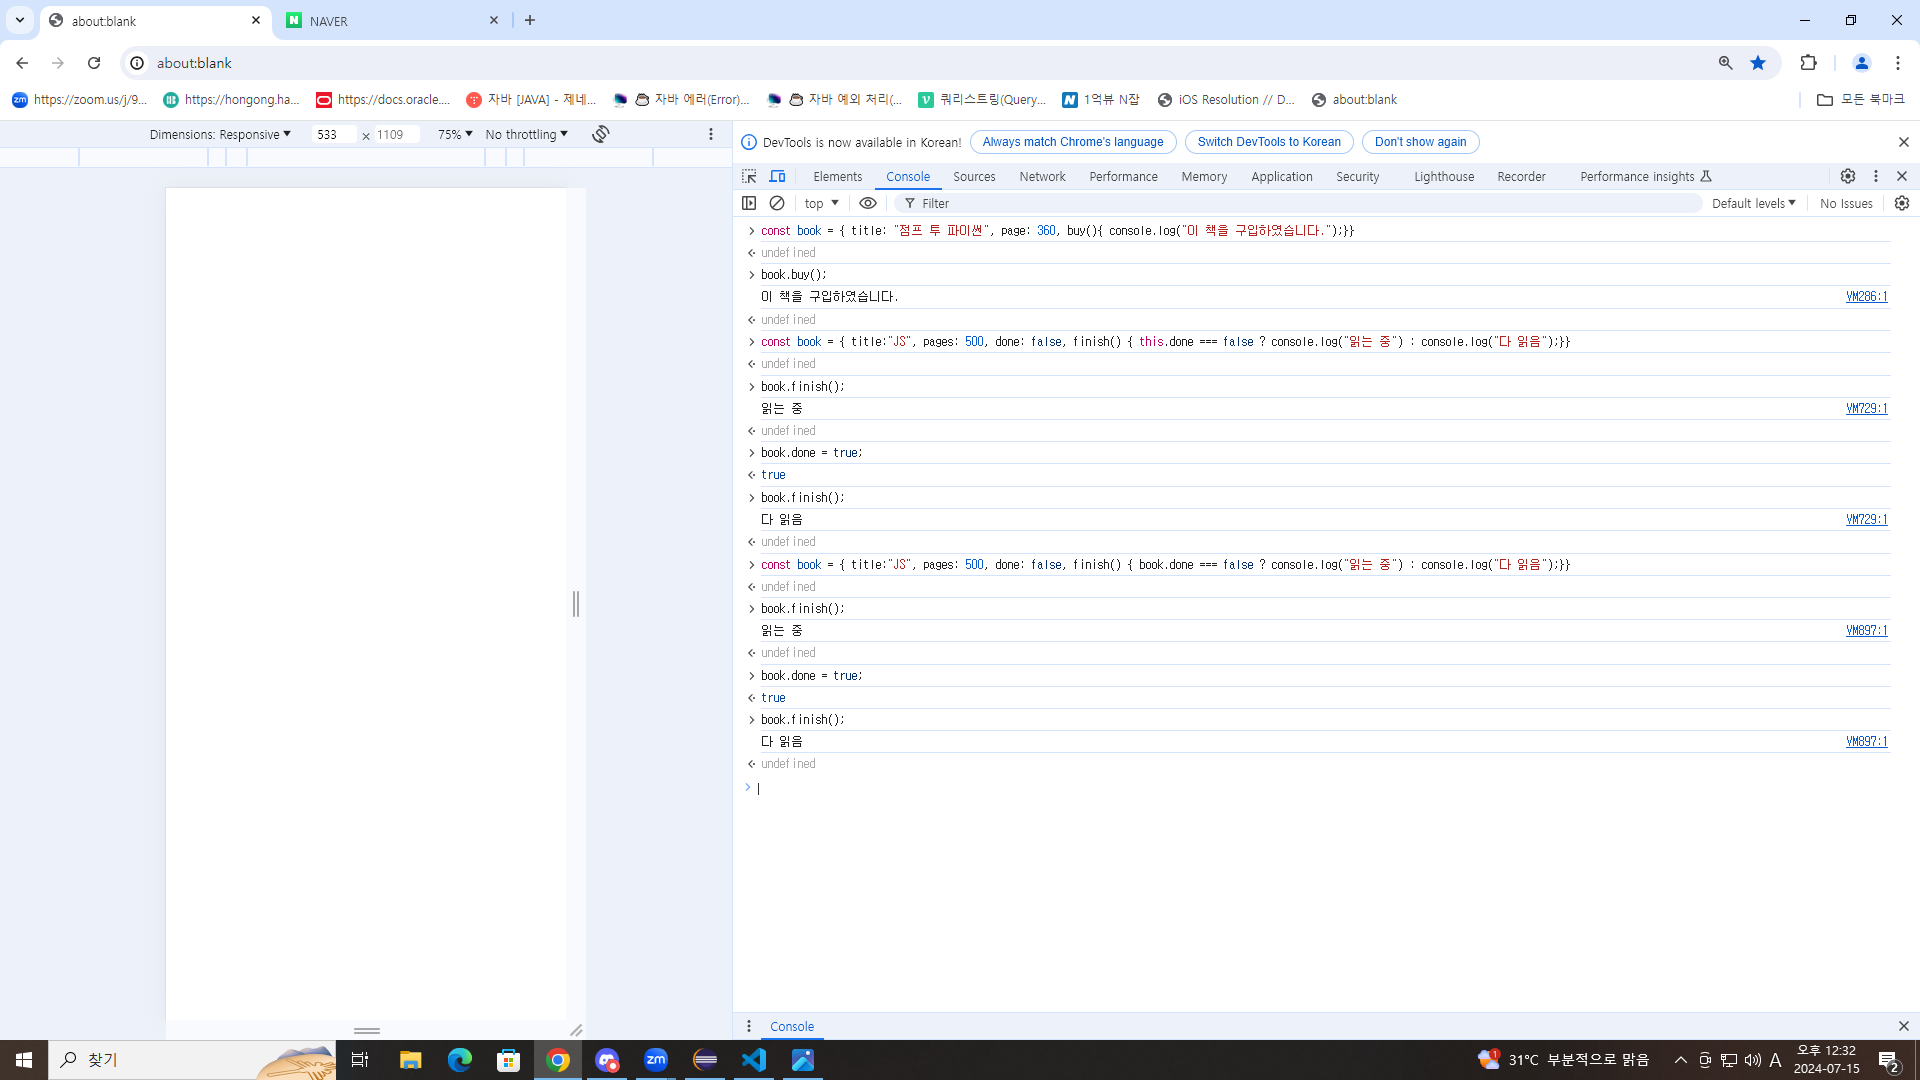 about:blank
NAVER
about:blank
https://zoom.us/j/9...
https://hongong.ha...
https://docs.oracle....
자바 [JAVA] - 제네...
자바 에러(Error)...
자바 예외 처리(...
쿼리스트링(Query...
1억뷰 N잡
iOS Resolution // D...
about:blank
모든 북마크
Dimensions: Responsive
533
x
1109
75%
No throttling
DevTools is now available in Korean!
Always match Chrome's language
Switch DevTools to Korean
Don't show again
Elements
Console
Sources
Network
Performance
Memory
Application
Security
Lighthouse
Recorder
Performance insights
top
Filter
Default levels
No Issues
const book = { title: "점프 투 파이썬", page: 360, buy(){ console.log("이 책을 구입하였습니다.");}}
undefined
book.buy();
이 책을 구입하였습니다. VM286:1
undefined
const book = { title:"JS", pages: 500, done: false, finish() { this.done === false ? console.log("읽는 중") : console.log("다 읽음");}}
undefined
book.finish();
읽는 중 VM729:1
undefined
book.done = true;
true
book.finish();
다 읽음 VM729:1
undefined
const book = { title:"JS", pages: 500, done: false, finish() { book.done === false ? console.log("읽는 중") : console.log("다 읽음");}}
undefined
book.finish();
읽는 중 VM897:1
undefined
book.done = true;
true
book.finish();
다 읽음 VM897:1
undefined
Console
찾기
zm
31°C 부분적으로 맑음
A
오후 12:32
2024-07-15
2